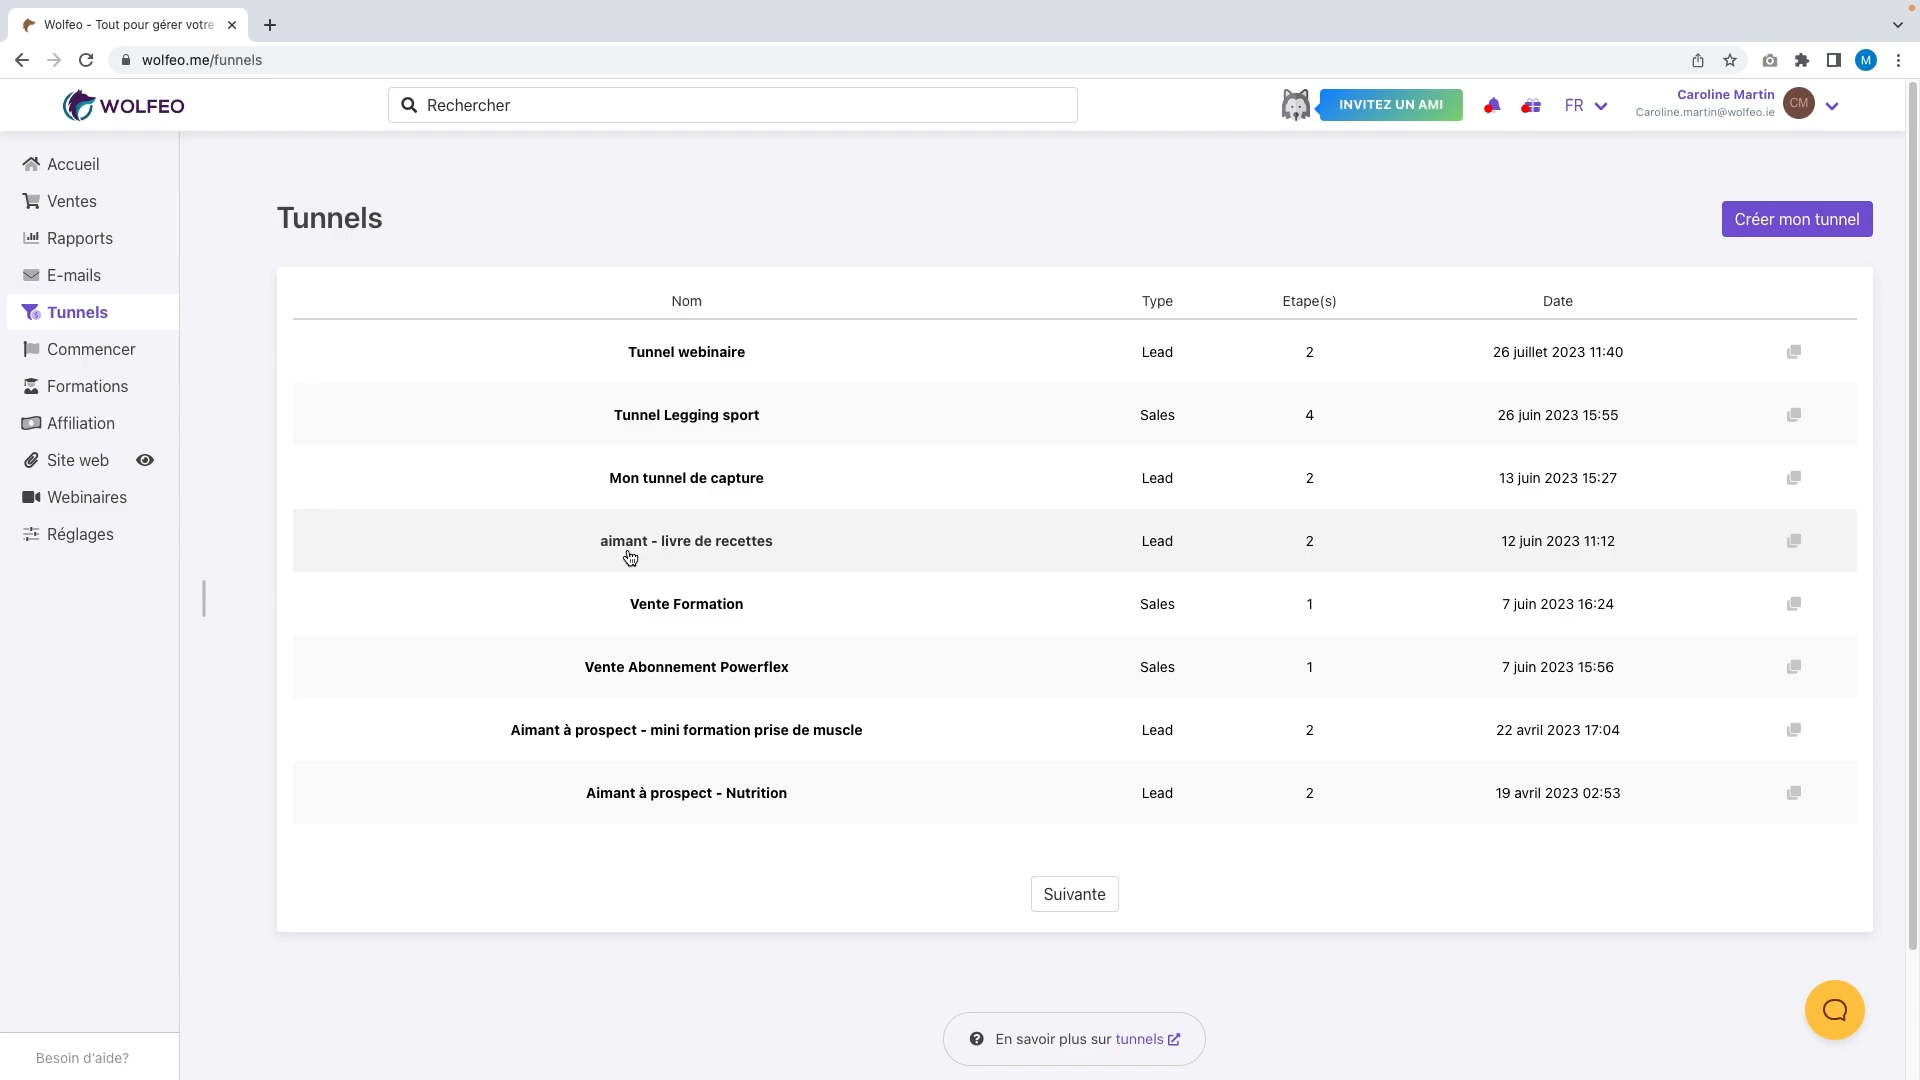 Wolfeo - Tout pour gérer votre
wolfeo.me/funnels
M
WOLFEO
Rechercher
INVITEZ UN AMI
FR
Caroline Martin
Caroline.martin@wolfeo.ie
CM
Accueil
Ventes
Rapports
E-mails
Tunnels
Commencer
Formations
Affiliation
Site web
Webinaires
Réglages
Besoin d'aide?
Tunnels
Créer mon tunnel
Nom Type Etape(s) Date
Tunnel webinaire Lead 2 26 juillet 2023 11:40
Tunnel Legging sport Sales 4 26 juin 2023 15:55
Mon tunnel de capture Lead 2 13 juin 2023 15:27
aimant - livre de recettes Lead 2 12 juin 2023 11:12
Vente Formation Sales 1 7 juin 2023 16:24
Vente Abonnement Powerflex Sales 1 7 juin 2023 15:56
Aimant à prospect - mini formation prise de muscle Lead 2 22 avril 2023 17:04
Aimant à prospect - Nutrition Lead 2 19 avril 2023 02:53
Suivante
En savoir plus sur tunnels